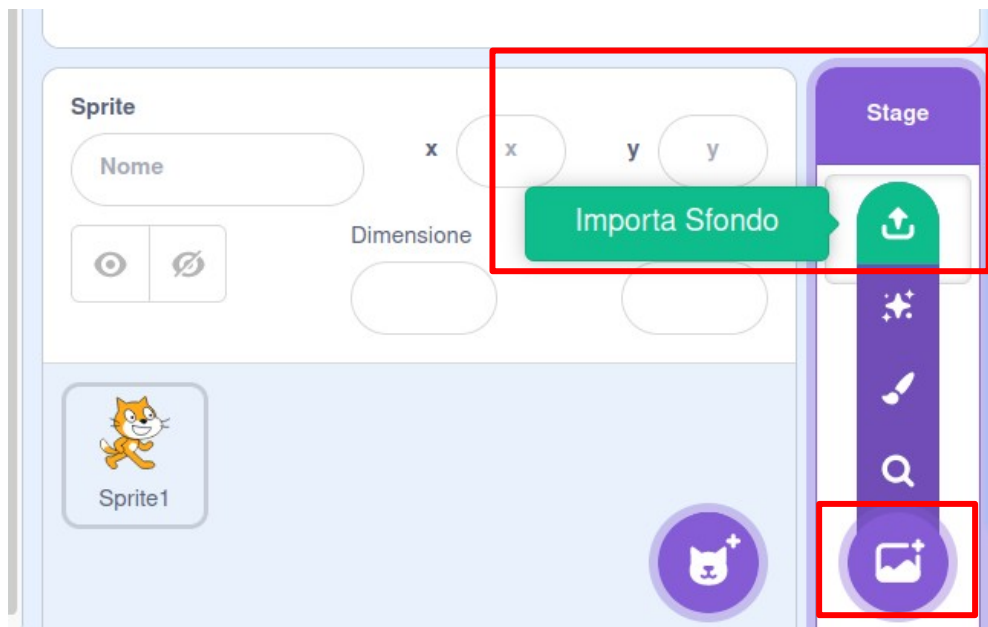 Sprite
Stage
Nome
x
x
y
y
Importa Sfondo
Dimensione
Sprite1